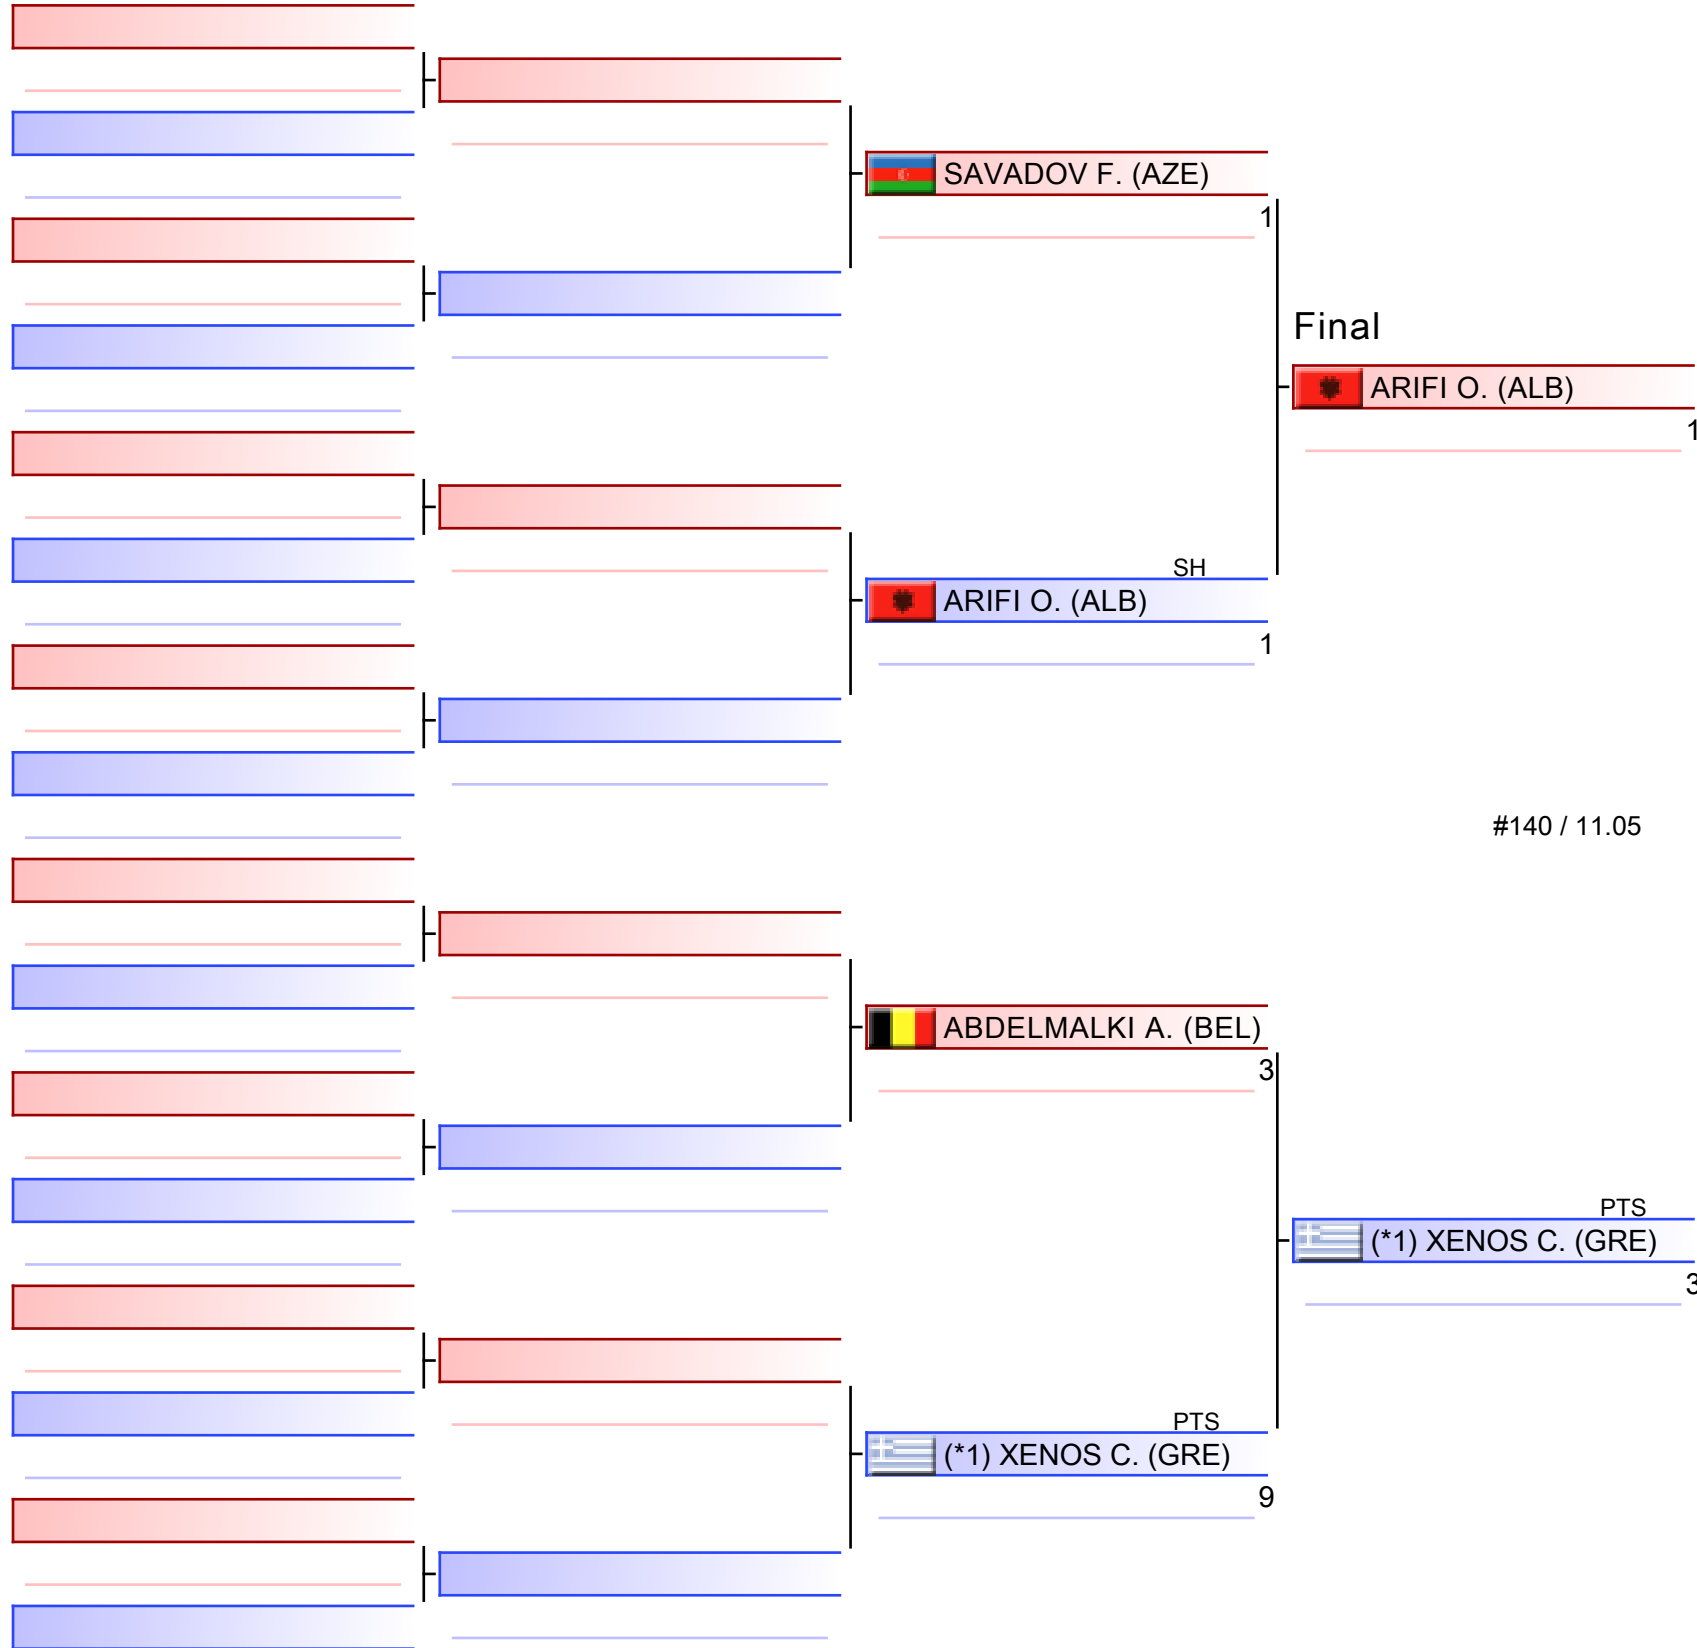 SAVADOV F. (AZE)
1
Final
ARIFI O. (ALB)
1
SH
ARIFI O. (ALB)
1
#140 / 11.05
ABDELMALKI A. (BEL)
3
PTS
(*1) XENOS C. (GRE)
3
PTS
(*1) XENOS C. (GRE)
9